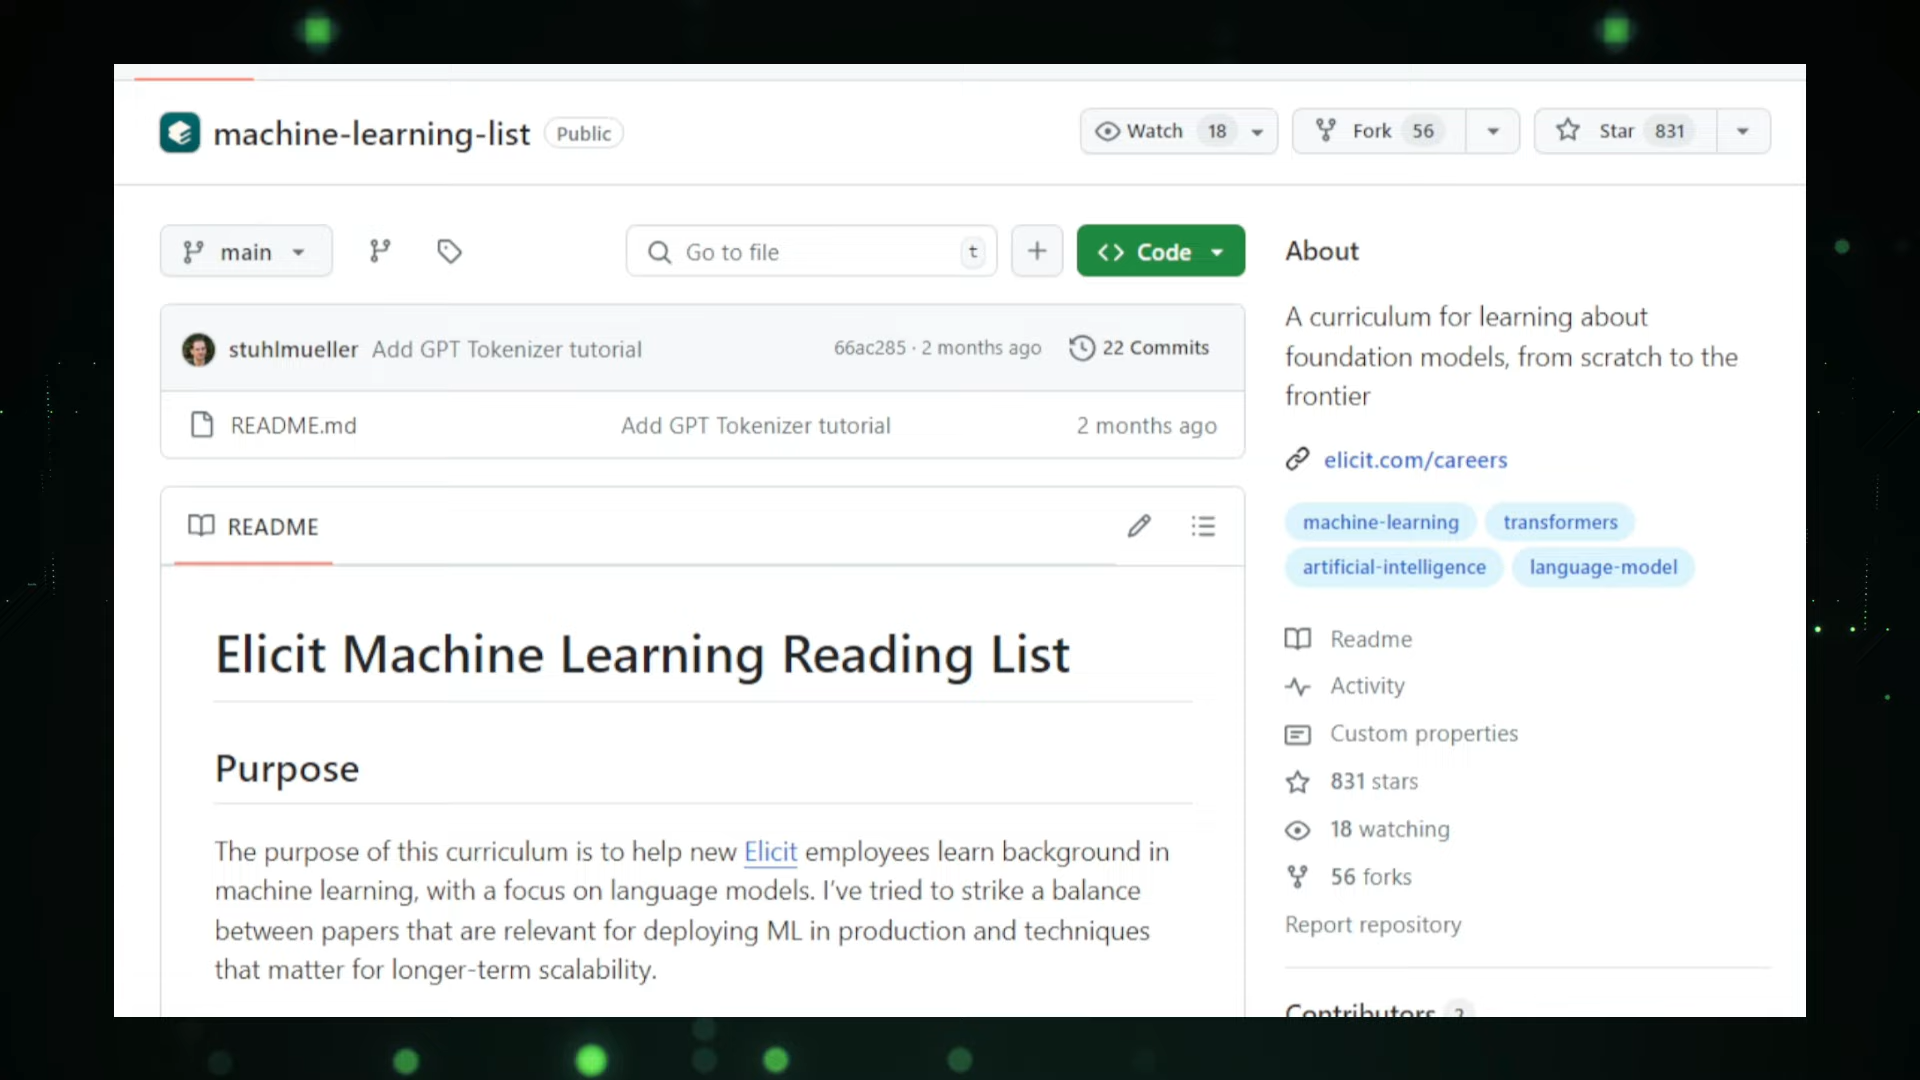 machine-learning-list Public
Watch 18 Fork 56 Star 831
main Go to file t + Code
stuhlmueller Add GPT Tokenizer tutorial 66ac285 · 2 months ago 22 Commits
README.md Add GPT Tokenizer tutorial 2 months ago
README
Elicit Machine Learning Reading List
Purpose
The purpose of this curriculum is to help new Elicit employees learn background in
machine learning, with a focus on language models. I've tried to strike a balance
between papers that are relevant for deploying ML in production and techniques
that matter for longer-term scalability.
About
A curriculum for learning about
foundation models, from scratch to the
frontier
elicit.com/careers
machine-learning transformers
artificial-intelligence language-model
Readme
Activity
Custom properties
831 stars
18 watching
56 forks
Report repository
Contributors